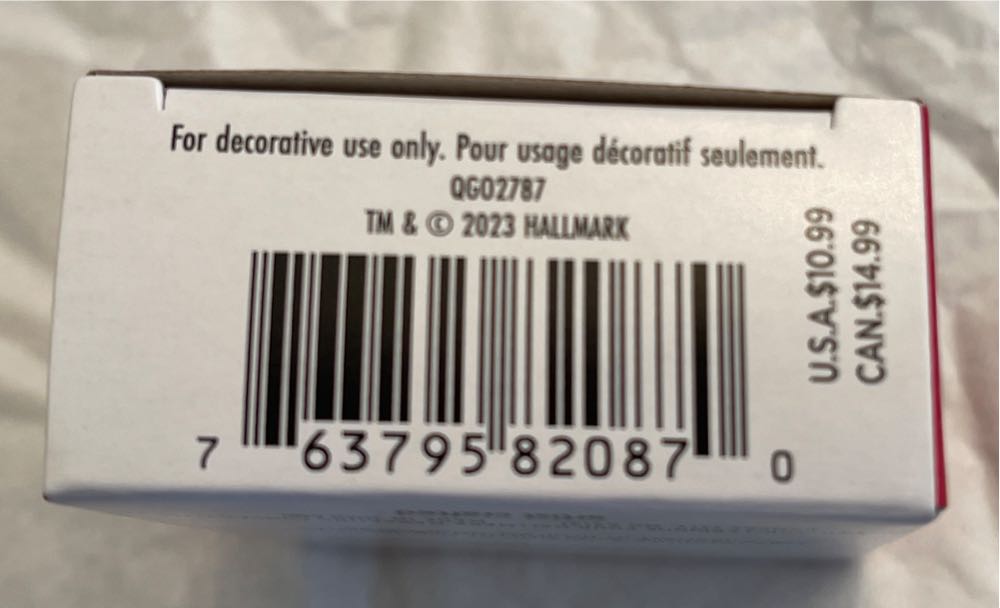 For decorative use only. Pour usage décoratif seulement.
QGO2787
TM & © 2023 HALLMARK
U.S.A.$10.99
CAN.$14.99
7 63795 82087 0